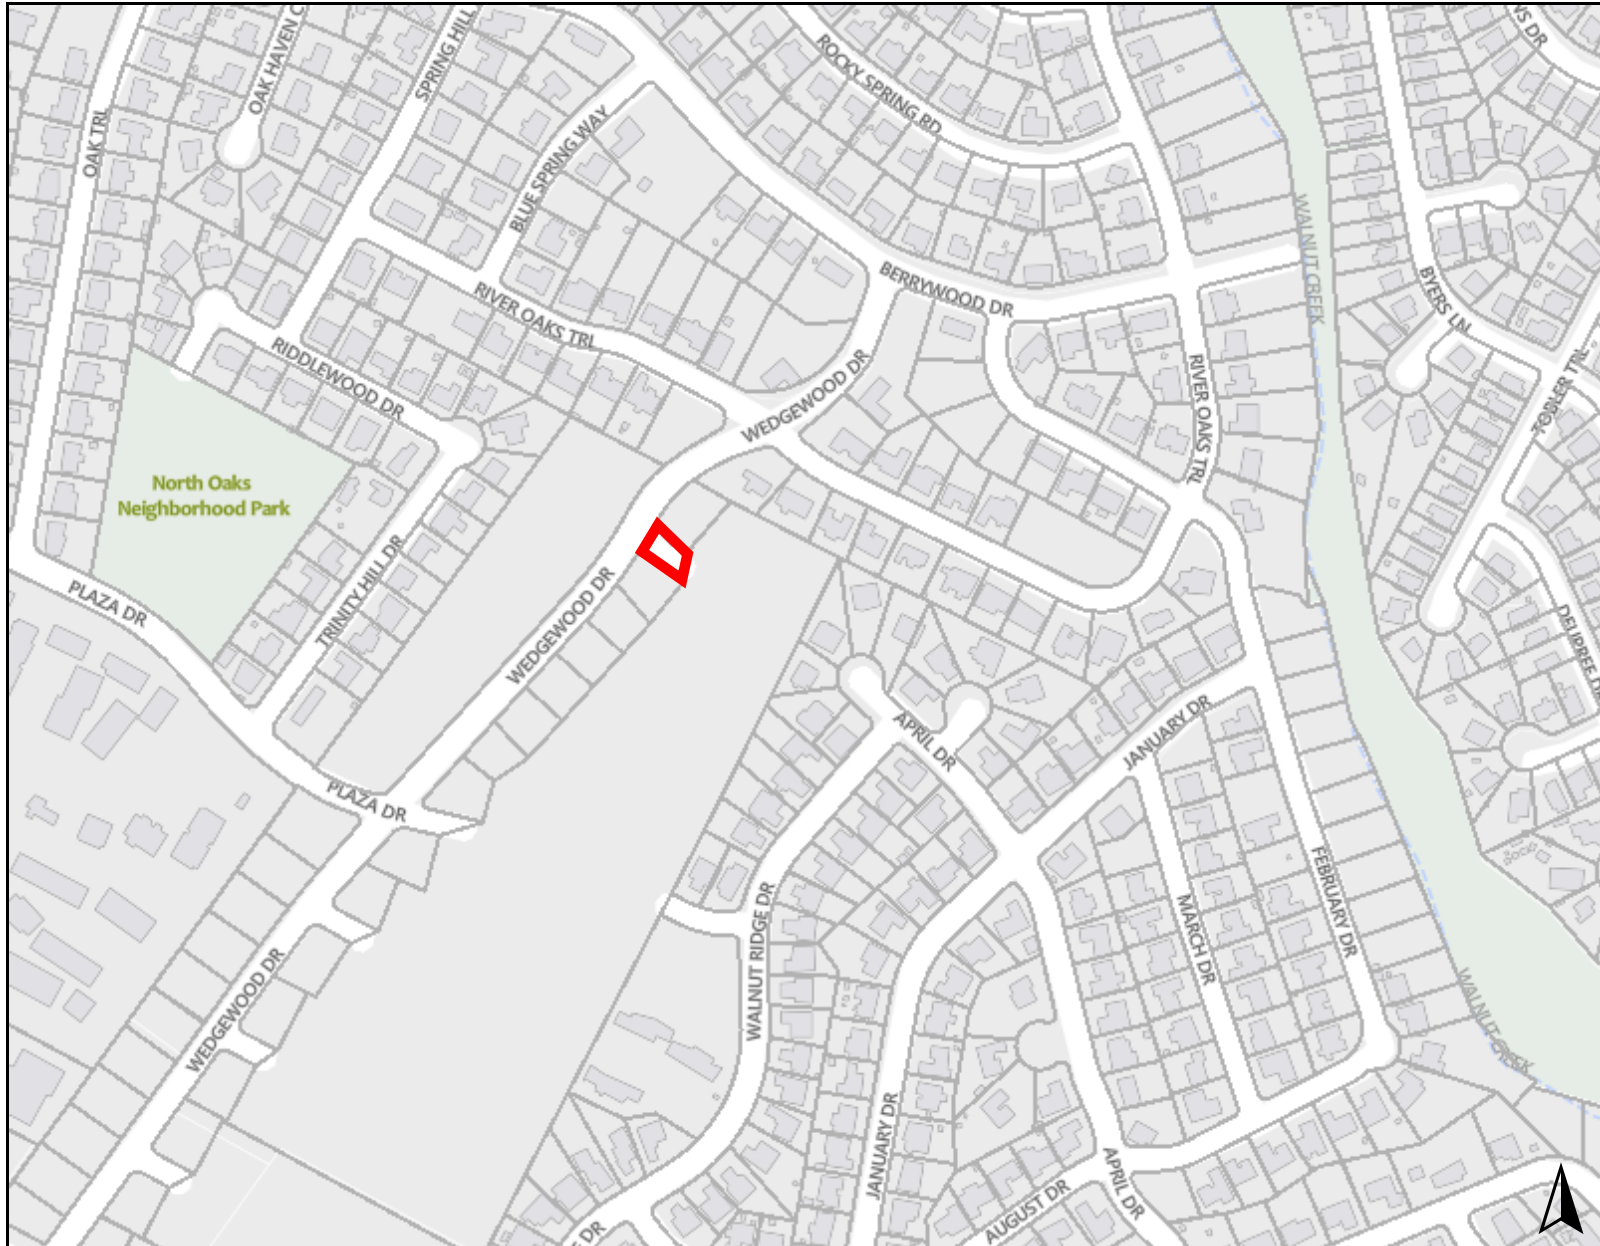 OAK HAVEN C
SPRING HILL
ROCKY SPRING RD
NS DR
OAK TRL
BLUE SPRING WAY
WALNUT CREEK
BERRYWOOD DR
RIVER OAKS TRL
BYERS LN
RIDDLEWOOD DR
WEDGEWOOD DR
RIVER OAKS TRL
TOBLER TRL
North Oaks
Neighborhood Park
TRINITY HILL DR
PLAZA DR
WEDGEWOOD DR
DEUPREE DR
APRIL DR
JANUARY DR
PLAZA DR
FEBRUARY DR
MARCH DR
WALNUT RIDGE DR
WEDGEWOOD DR
WALNUT CREEK
JANUARY DR
APRIL DR
AUGUST DR
E DR